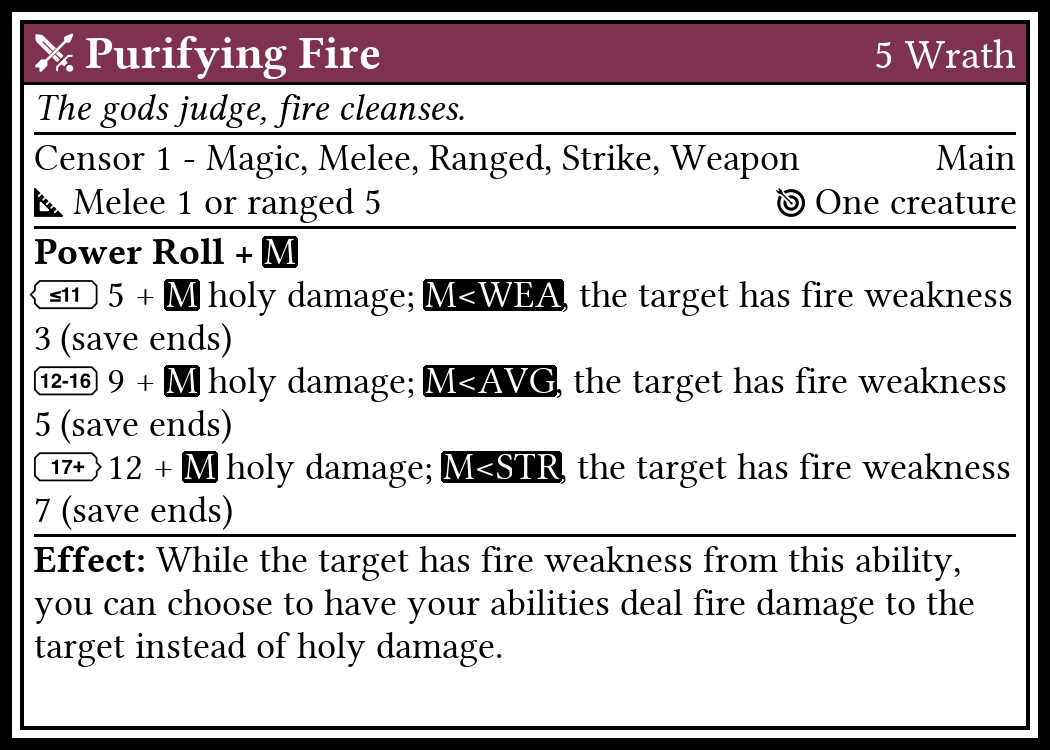 Purifying Fire 5 Wrath
The gods judge, fire cleanses.
Censor 1 - Magic, Melee, Ranged, Strike, Weapon Main
Melee 1 or ranged 5 One creature
Power Roll + M
≤11 5 + M holy damage; M<WEA, the target has fire weakness
3 (save ends)
12-16 9 + M holy damage; M<AVG, the target has fire weakness
5 (save ends)
17+ 12 + M holy damage; M<STR, the target has fire weakness
7 (save ends)
Effect: While the target has fire weakness from this ability,
you can choose to have your abilities deal fire damage to the
target instead of holy damage.